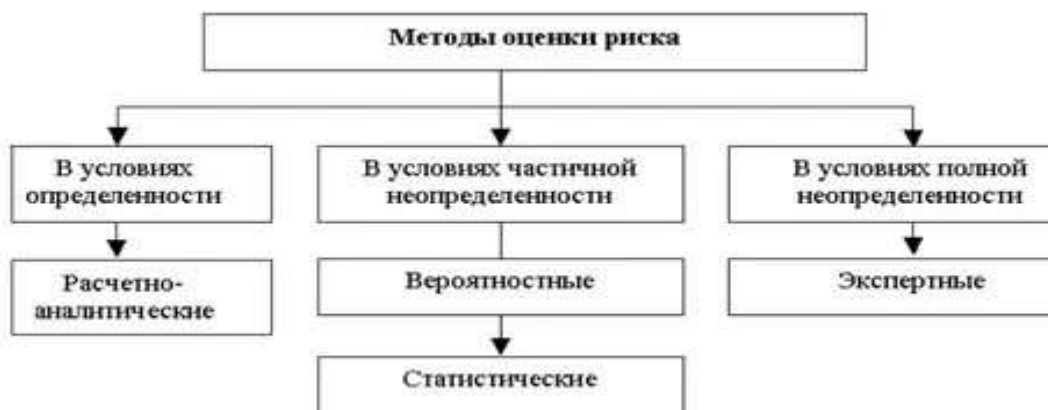 Методы оценки риска
В условиях
определенности
В условиях частичной
неопределенности
В условиях полной
неопределенности
Расчетно-
аналитические
Вероятностные
Экспертные
Статистические